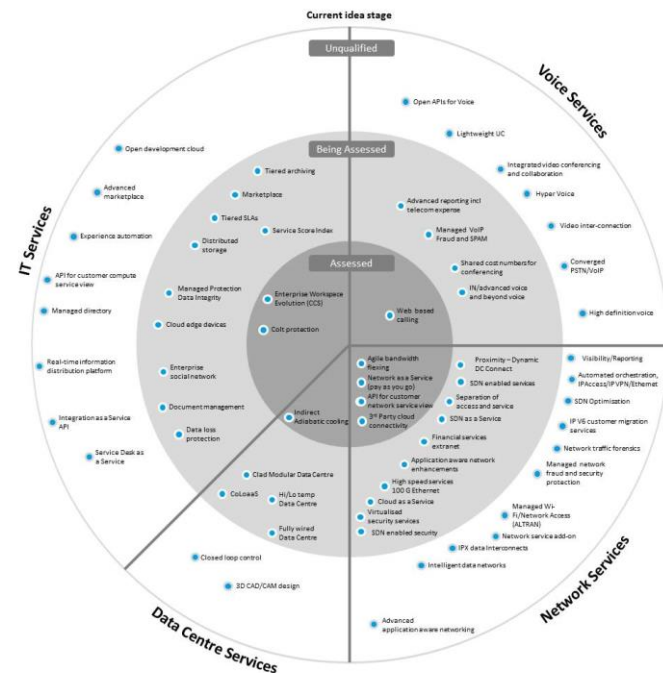 Current idea stage
Unqualified
Being Assessed
Assessed
IT Services
Voice Services
Network Services
Data Centre Services
Open development cloud
Advanced
marketplace
Experience automation
API for customer compute
service view
Managed directory
Real-time information
distribution platform
Integration as a Service
API
Service Desk as
a Service
Tiered archiving
Marketplace
Tiered SLAs
Service Score Index
Distributed
storege
Managed Protection
Data Integrity
Cloud edge devices
Enterprise
social network
Document management
Data loss
protection
Enterprise Workspace
Evolution (CCS)
Colt protection
Open APIs for Voice
Lightweight UC
Integrated video conferencing
and collaboration
Hyper Voice
Video inter-connection
Converged
PSTN/VoIP
High definition voice
Advanced reporting incl
telecom expense
Managed VoIP
Fraud and SPAM
Shared cost numbers for
conferencing
IN/advanced voice
and beyond voice
Web based
calling
Agile bandwidth
flexing
Network as a Service
(pay as you go)
API for customer
network service view
3rd Party cloud
connectivity
Proximity – Dynamic
DC Connect
SDN enabled services
Separation of
access and service
SDN as a Service
Financial services
extranet
Application aware network
enhancements
High speed services
100 G Ethernet
Cloud as a Service
Virtualised
security services
SDN enabled security
Visibility/Reporting
Automated orchestration,
IPAccess/IPVPN/Ethernet
SDN Optimization
IP V6 customer migration
services
Network traffic forensics
Managed network
fraud and security
protection
Managed Wi-
Fi/Network Access
(ALTRAN)
Network service add-on
IPX data Interconnects
Intelligent data networks
Advanced
application aware networking
Indirect
Adiabatic cooling
Clad Modular Data Centre
CoLoaaS
Hi/Lo temp
Data Centre
Fully wired
Data Centre
Closed loop control
3D CAD/CAM design